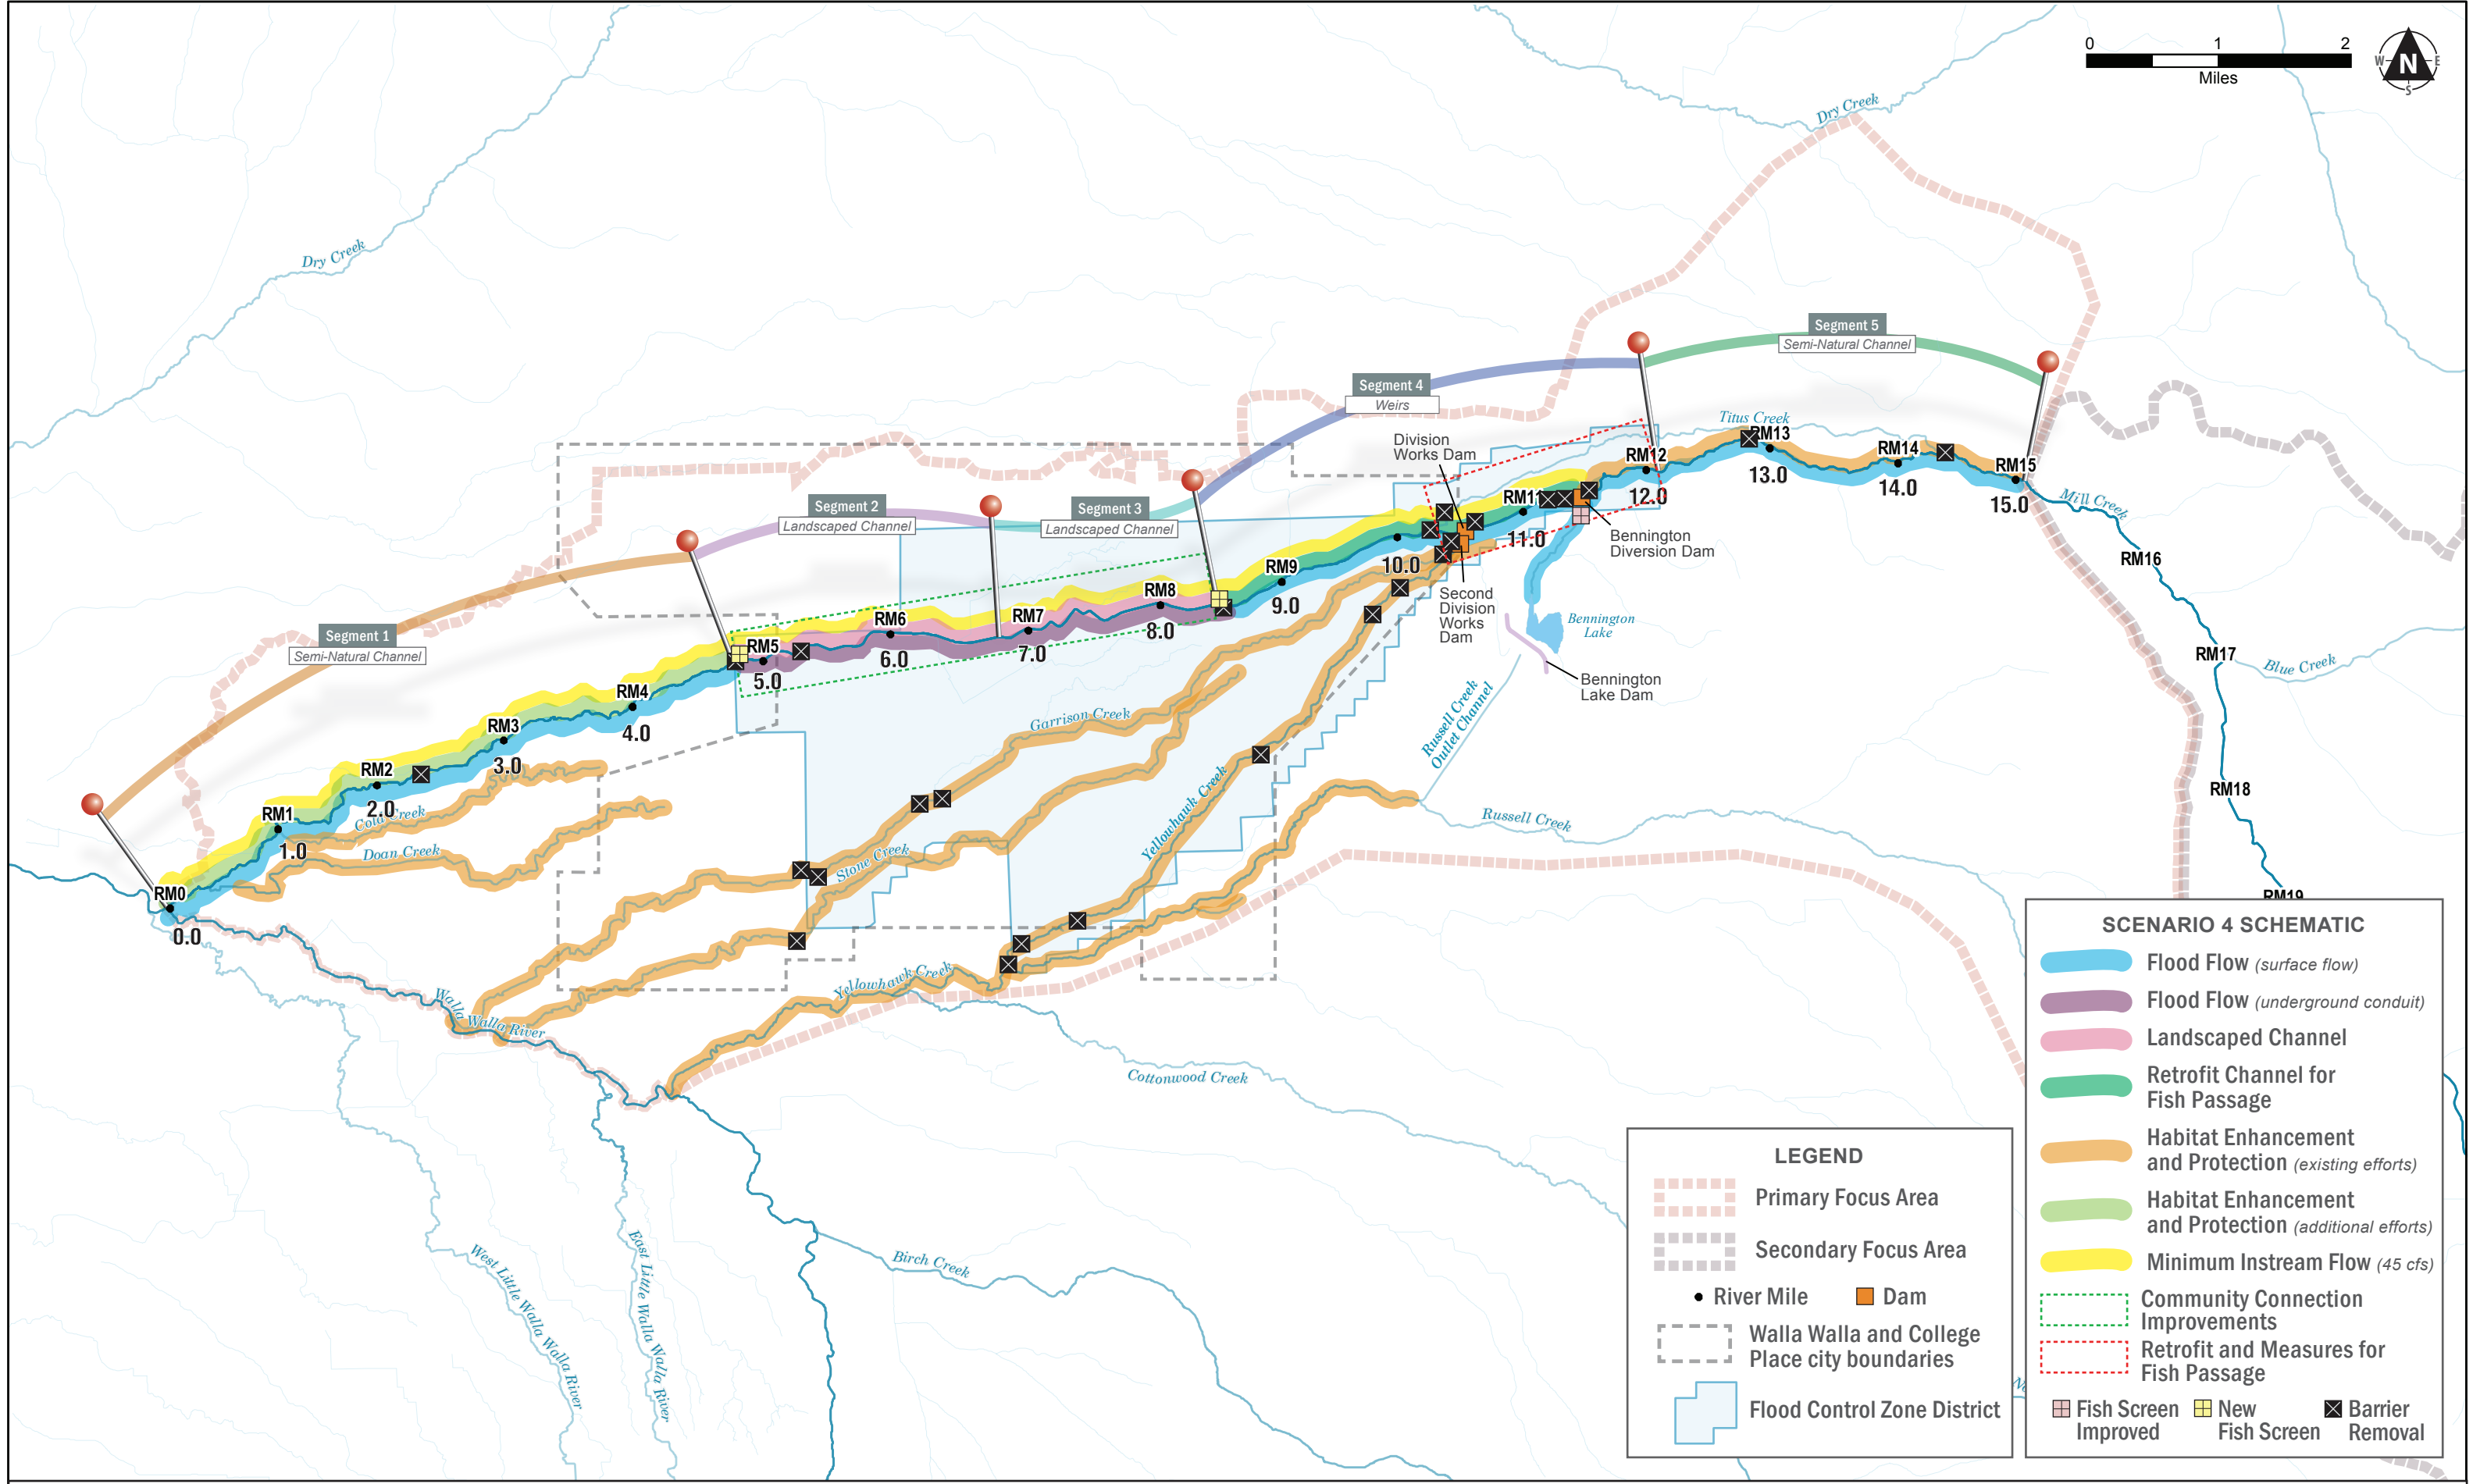 0 1 2
Miles
N
W E
S
Dry Creek
Dry Creek
Segment 5
Semi-Natural Channel
Segment 4
Weirs
Segment 3
Landscaped Channel
Segment 2
Landscaped Channel
Segment 1
Semi-Natural Channel
Titus Creek
Division
Works Dam
RM0
0.0
RM1
1.0
RM2
2.0
RM3
3.0
RM4
4.0
RM5
5.0
RM6
6.0
RM7
7.0
RM8
8.0
RM9
9.0
10.0
RM11
11.0
RM12
12.0
RM13
13.0
RM14
14.0
RM15
15.0
Mill Creek
RM16
RM17
Blue Creek
RM18
RM19
Bennington
Diversion Dam
Second
Division
Works
Dam
Bennington
Lake
Bennington
Lake Dam
Russell Creek
Outlet Channel
Russell Creek
Garrison Creek
Cold Creek
Doan Creek
Stone Creek
Yellowhawk Creek
Yellowhawk Creek
Walla Walla River
Cottonwood Creek
Birch Creek
West Little Walla Walla River
East Little Walla Walla River
LEGEND
Primary Focus Area
Secondary Focus Area
River Mile Dam
Walla Walla and College
Place city boundaries
Flood Control Zone District
SCENARIO 4 SCHEMATIC
Flood Flow (surface flow)
Flood Flow (underground conduit)
Landscaped Channel
Retrofit Channel for
Fish Passage
Habitat Enhancement
and Protection (existing efforts)
Habitat Enhancement
and Protection (additional efforts)
Minimum Instream Flow (45 cfs)
Community Connection
Improvements
Retrofit and Measures for
Fish Passage
Fish Screen
Improved
New
Fish Screen
Barrier
Removal